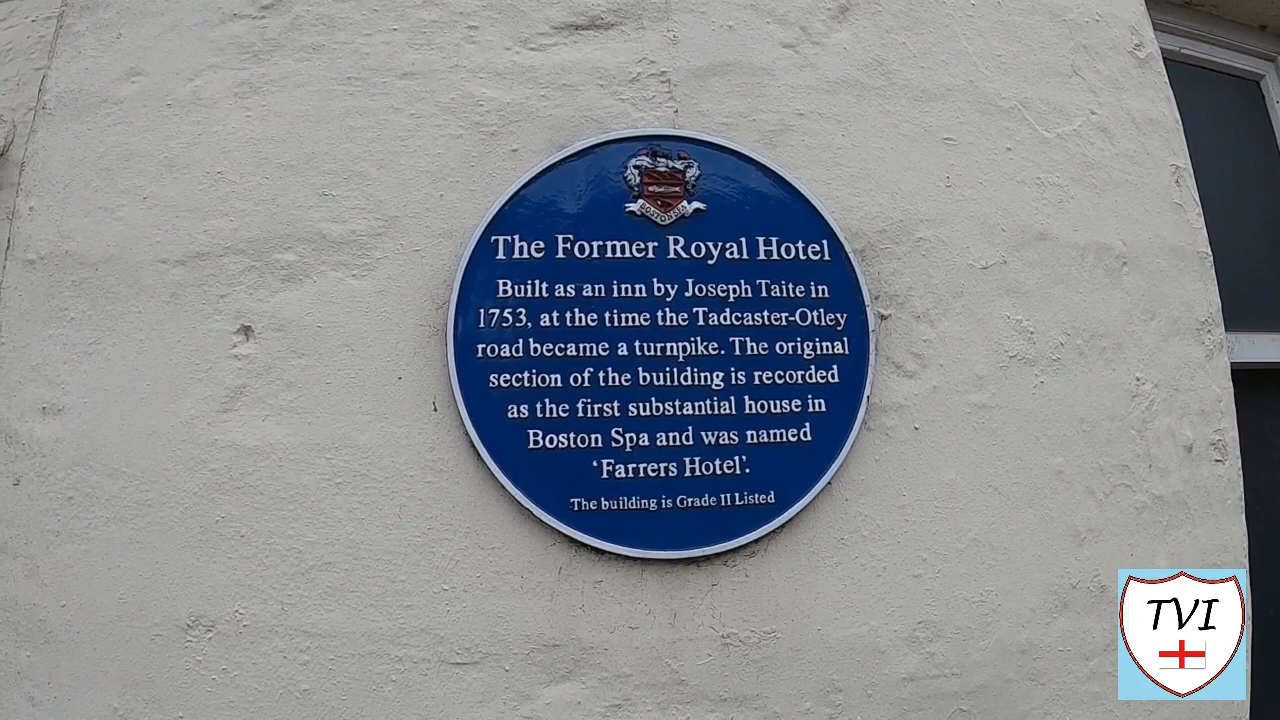 BOSTON SPA
The Former Royal Hotel
Built as an inn by Joseph Taite in
1753, at the time the Tadcaster-Otley
road became a turnpike. The original
section of the building is recorded
as the first substantial house in
Boston Spa and was named
‘Farrers Hotel’.
The building is Grade II Listed
TVI